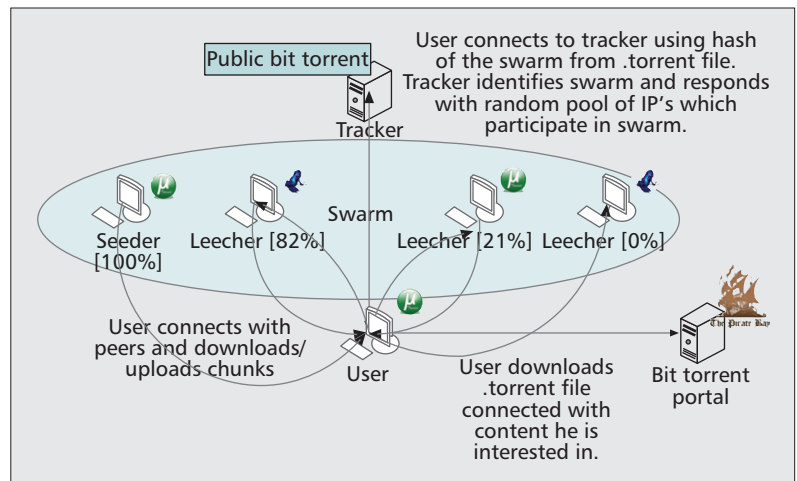 Public bit torrent
User connects to tracker using hash
of the swarm from .torrent file.
Tracker identifies swarm and responds
with random pool of IP's which
participate in swarm.
Tracker
µ
µ
Swarm
Seeder
[100%]
Leecher [82%]
Leecher [21%]
Leecher [0%]
µ
The Pirate Bay
User connects with
peers and downloads/
uploads chunks
User
User downloads
.torrent file
connected with
content he is
interested in.
Bit torrent
portal